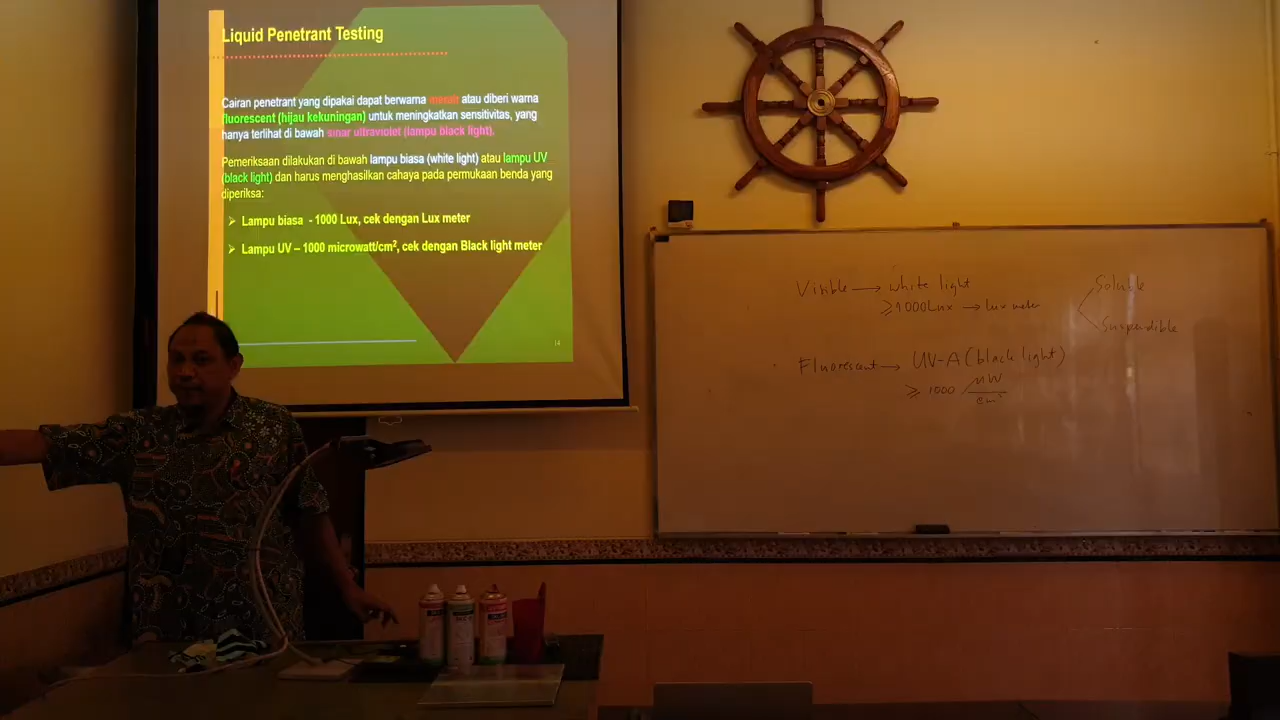 Liquid Penetrant Testing
Cairan penetrant yang dipakai dapat berwarna merah atau diberi warna
fluorescent (hijau kekuningan) untuk meningkatkan sensitivitas, yang
hanya terlihat di bawah sinar ultraviolet (lampu black light).
Pemeriksaan dilakukan di bawah lampu biasa (white light) atau lampu UV
(black light) dan harus menghasilkan cahaya pada permukaan benda yang
diperiksa:
➢ Lampu biasa - 1000 Lux, cek dengan Lux meter
➢ Lampu UV – 1000 microwatt/cm², cek dengan Black light meter
14
Visible → white light
≥1000Lux → lux meter
Soluble
Suspendible
Fluorescent → UV-A (black light)
≥ 1000 μW/cm²